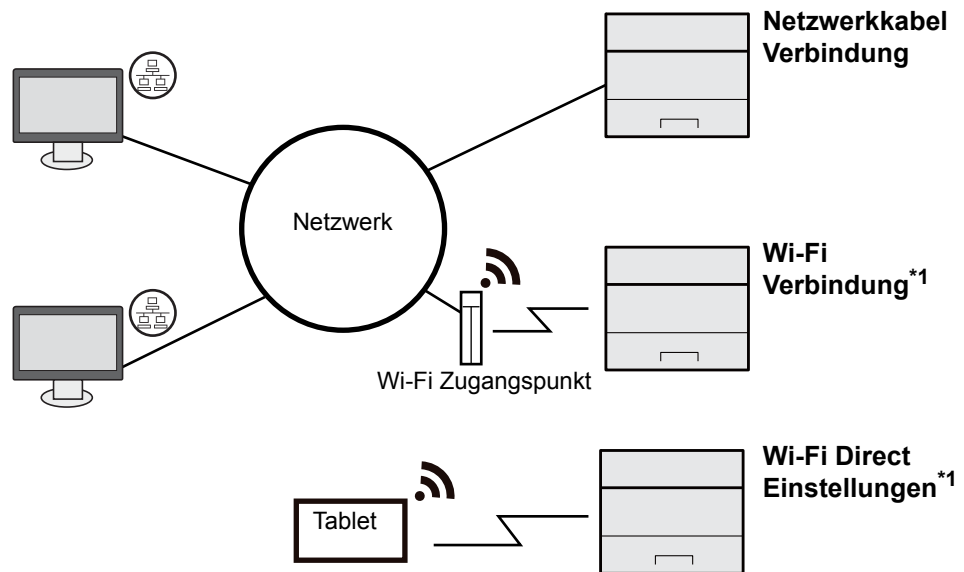 Netzwerkkabel
Verbindung
Netzwerk
Wi-Fi
Verbindung*1
Wi-Fi Zugangspunkt
Wi-Fi Direct
Einstellungen*1
Tablet